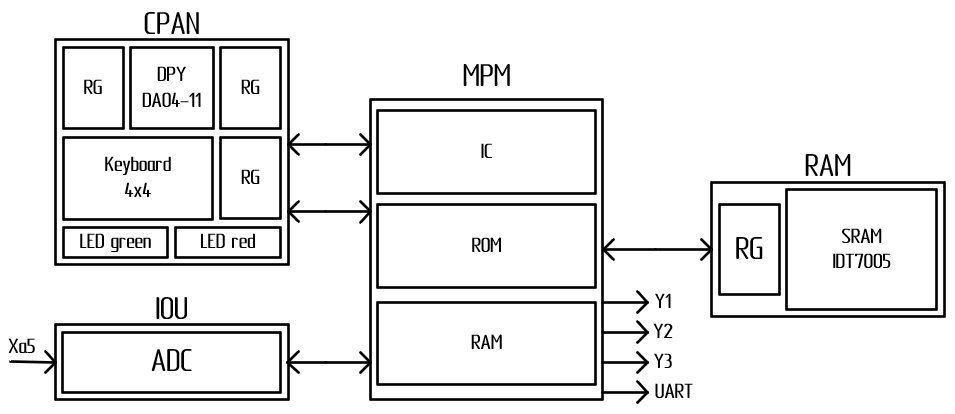 CPAN
RG
DPY
DA04-11
RG
Keyboard
4x4
RG
LED green
LED red
IOU
Xa5
ADC
MPM
IC
ROM
RAM
Y1
Y2
Y3
UART
RAM
RG
SRAM
IDT7005